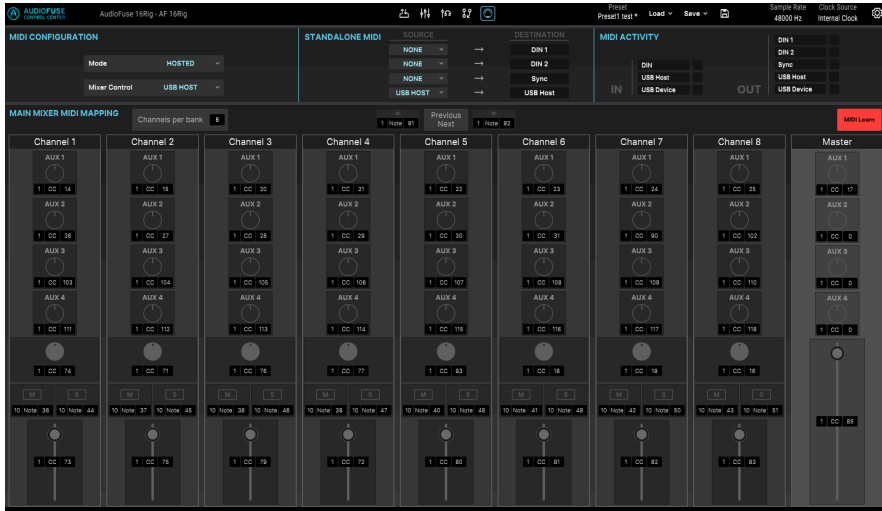 AUDIOFUSE
CONTROL CENTER
AudioFuse 16Rig - AF 16Rig
Preset
Preset1 test *
Load
Save
Sample Rate
48000 Hz
Clock Source
Internal Clock
MIDI CONFIGURATION
Mode HOSTED
Mixer Control USB HOST
STANDALONE MIDI SOURCE DESTINATION
NONE → DIN 1
NONE → DIN 2
NONE → Sync
USB HOST → USB Host
MIDI ACTIVITY
IN
DIN
USB Host
USB Device
OUT
DIN 1
DIN 2
Sync
USB Host
USB Device
MAIN MIXER MIDI MAPPING
Channels per bank 8
1 Note 91
Previous
Next
1 Note 92
MIDI Learn
Channel 1 Channel 2 Channel 3 Channel 4 Channel 5 Channel 6 Channel 7 Channel 8 Master
AUX 1 AUX 1 AUX 1 AUX 1 AUX 1 AUX 1 AUX 1 AUX 1 AUX 1
1 CC 14 1 CC 15 1 CC 20 1 CC 21 1 CC 22 1 CC 23 1 CC 24 1 CC 25 1 CC 17
AUX 2 AUX 2 AUX 2 AUX 2 AUX 2 AUX 2 AUX 2 AUX 2 AUX 2
1 CC 26 1 CC 27 1 CC 28 1 CC 29 1 CC 30 1 CC 31 1 CC 90 1 CC 102 1 CC 0
AUX 3 AUX 3 AUX 3 AUX 3 AUX 3 AUX 3 AUX 3 AUX 3 AUX 3
1 CC 103 1 CC 104 1 CC 105 1 CC 106 1 CC 107 1 CC 108 1 CC 109 1 CC 110 1 CC 0
AUX 4 AUX 4 AUX 4 AUX 4 AUX 4 AUX 4 AUX 4 AUX 4 AUX 4
1 CC 111 1 CC 112 1 CC 113 1 CC 114 1 CC 115 1 CC 116 1 CC 117 1 CC 118 1 CC 0
1 CC 74 1 CC 71 1 CC 76 1 CC 77 1 CC 93 1 CC 18 1 CC 19 1 CC 16
M S M S M S M S M S M S M S M S
10 Note 36 10 Note 44 10 Note 37 10 Note 45 10 Note 38 10 Note 46 10 Note 39 10 Note 47 10 Note 40 10 Note 48 10 Note 41 10 Note 49 10 Note 42 10 Note 50 10 Note 43 10 Note 51
1 CC 73 1 CC 75 1 CC 79 1 CC 72 1 CC 80 1 CC 81 1 CC 82 1 CC 83 1 CC 85